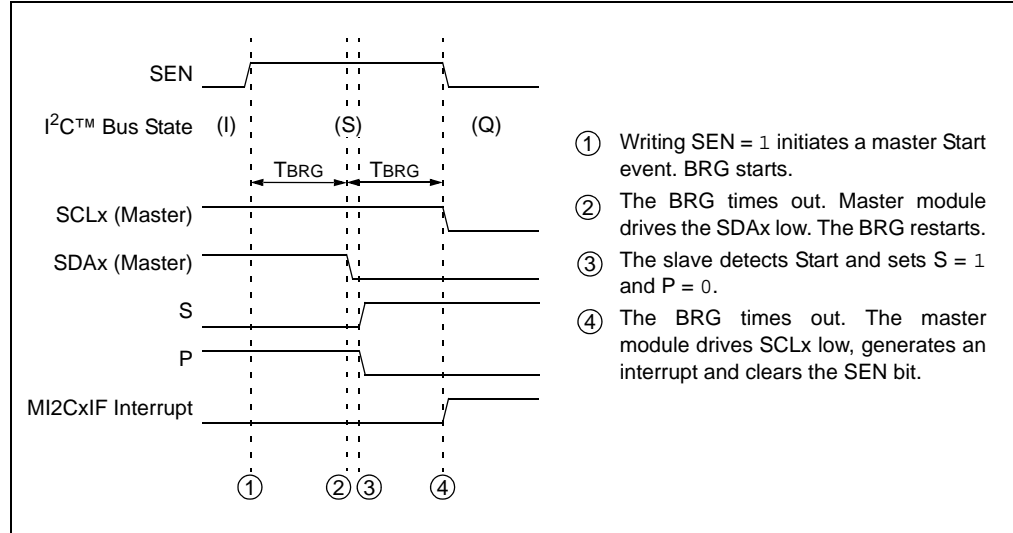 SEN
I2C™ Bus State (I) (S) (Q)
TBRG TBRG
SCLx (Master)
SDAx (Master)
S
P
MI2CxIF Interrupt
1 2 3 4
1 Writing SEN = 1 initiates a master Start
event. BRG starts.
2 The BRG times out. Master module
drives the SDAx low. The BRG restarts.
3 The slave detects Start and sets S = 1
and P = 0.
4 The BRG times out. The master
module drives SCLx low, generates an
interrupt and clears the SEN bit.